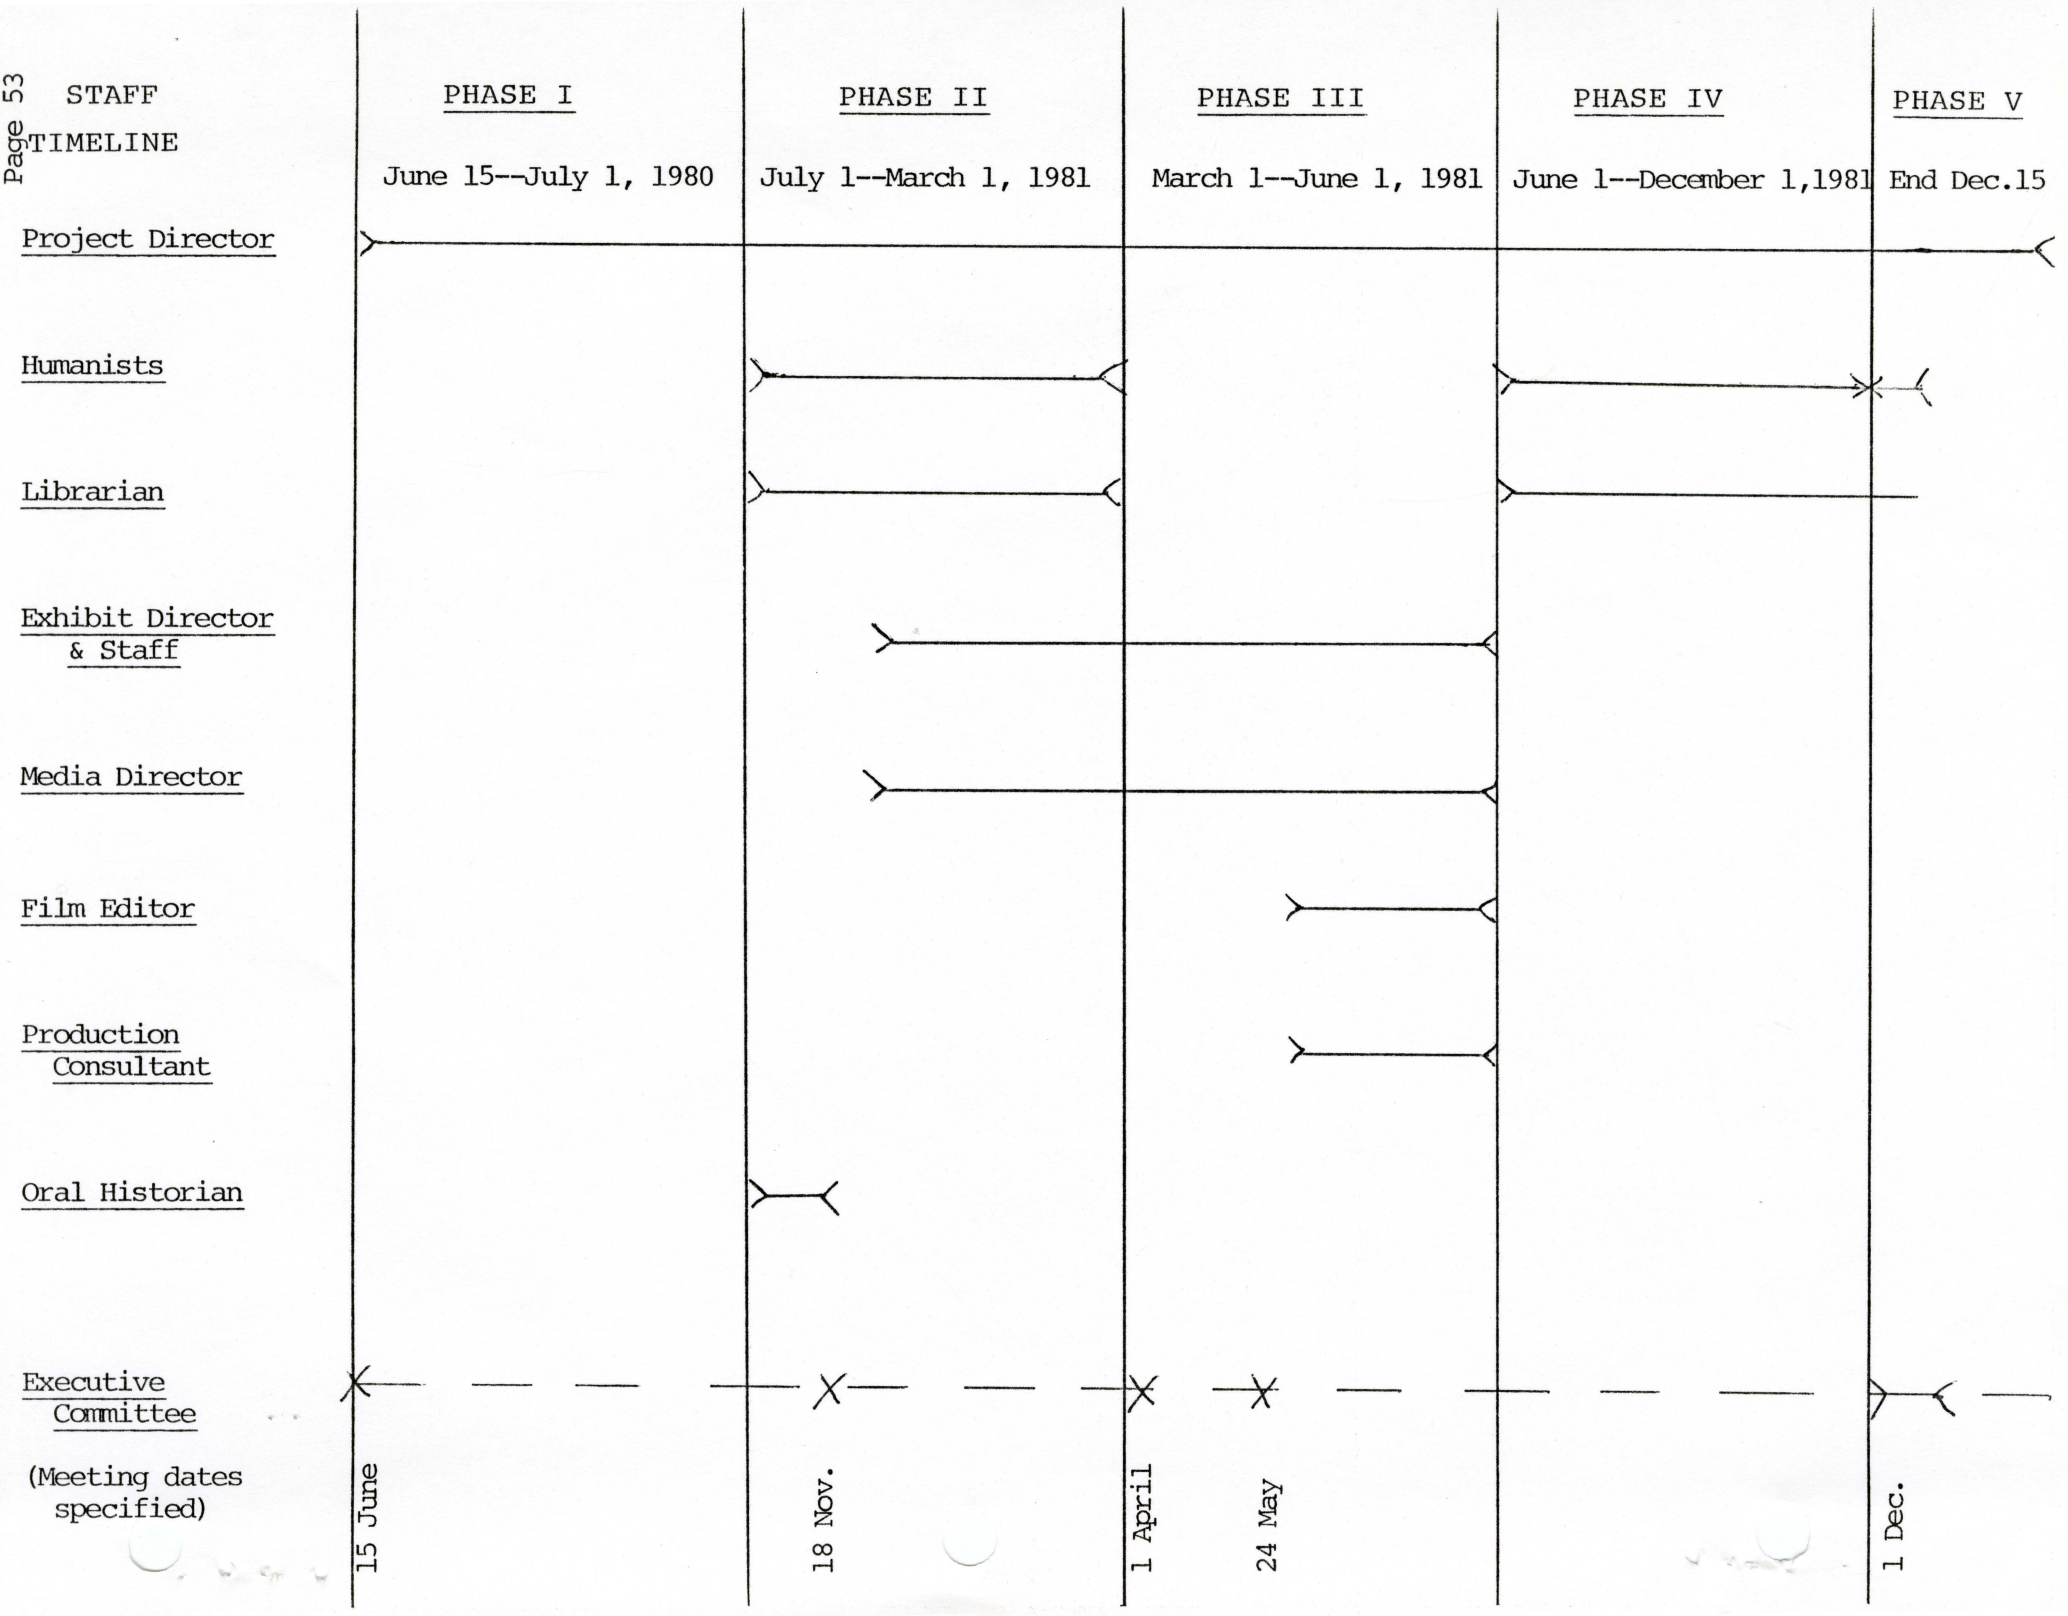 Page 53
STAFF
TIMELINE
PHASE I
June 15--July 1, 1980
PHASE II
July 1--March 1, 1981
PHASE III
March 1--June 1, 1981
PHASE IV
June 1--December 1,1981
PHASE V
End Dec.15
Project Director
Humanists
Librarian
Exhibit Director
& Staff
Media Director
Film Editor
Production
Consultant
Oral Historian
Executive
Committee
(Meeting dates
specified)
15 June
18 Nov.
1 April
24 May
1 Dec.